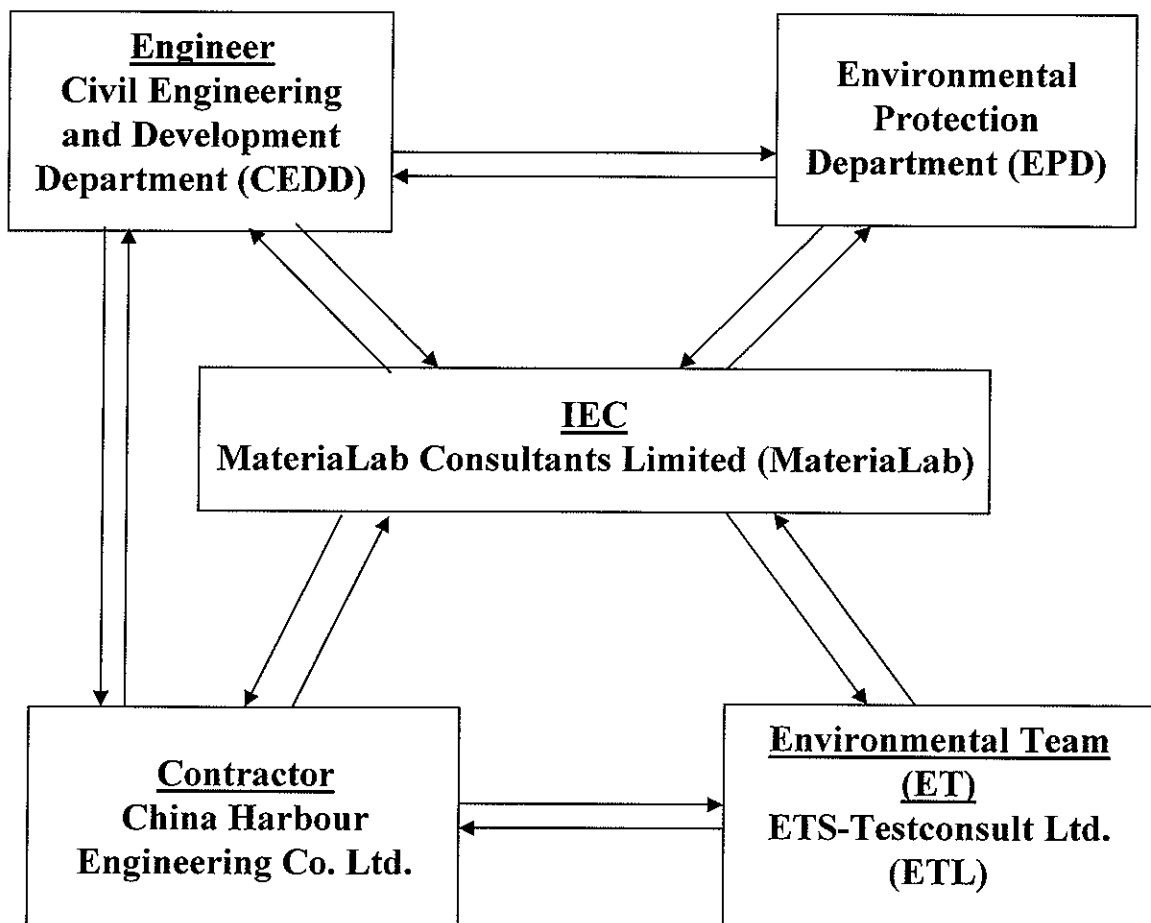 Engineer
Civil Engineering
and Development
Department (CEDD)
Environmental
Protection
Department (EPD)
IEC
MateriaLab Consultants Limited (MateriaLab)
Contractor
China Harbour
Engineering Co. Ltd.
Environmental Team
(ET)
ETS-Testconsult Ltd.
(ETL)